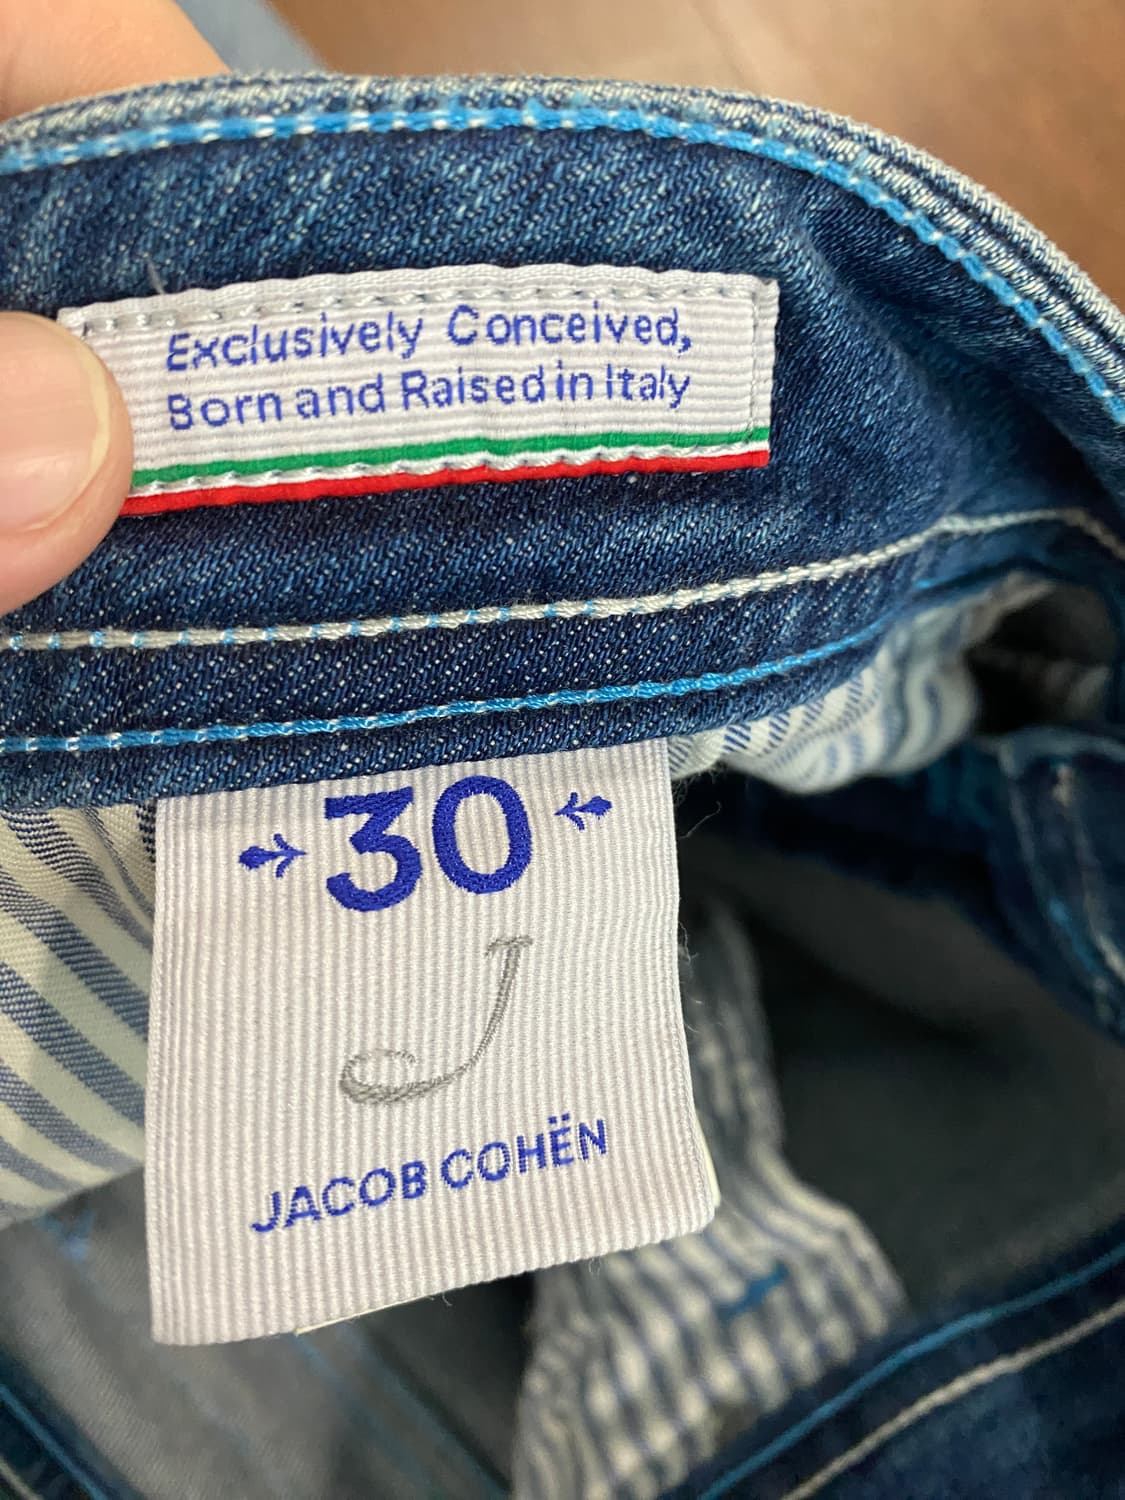 Exclusively Conceived,
Born and Raised in Italy
30
J
JACOB COHËN